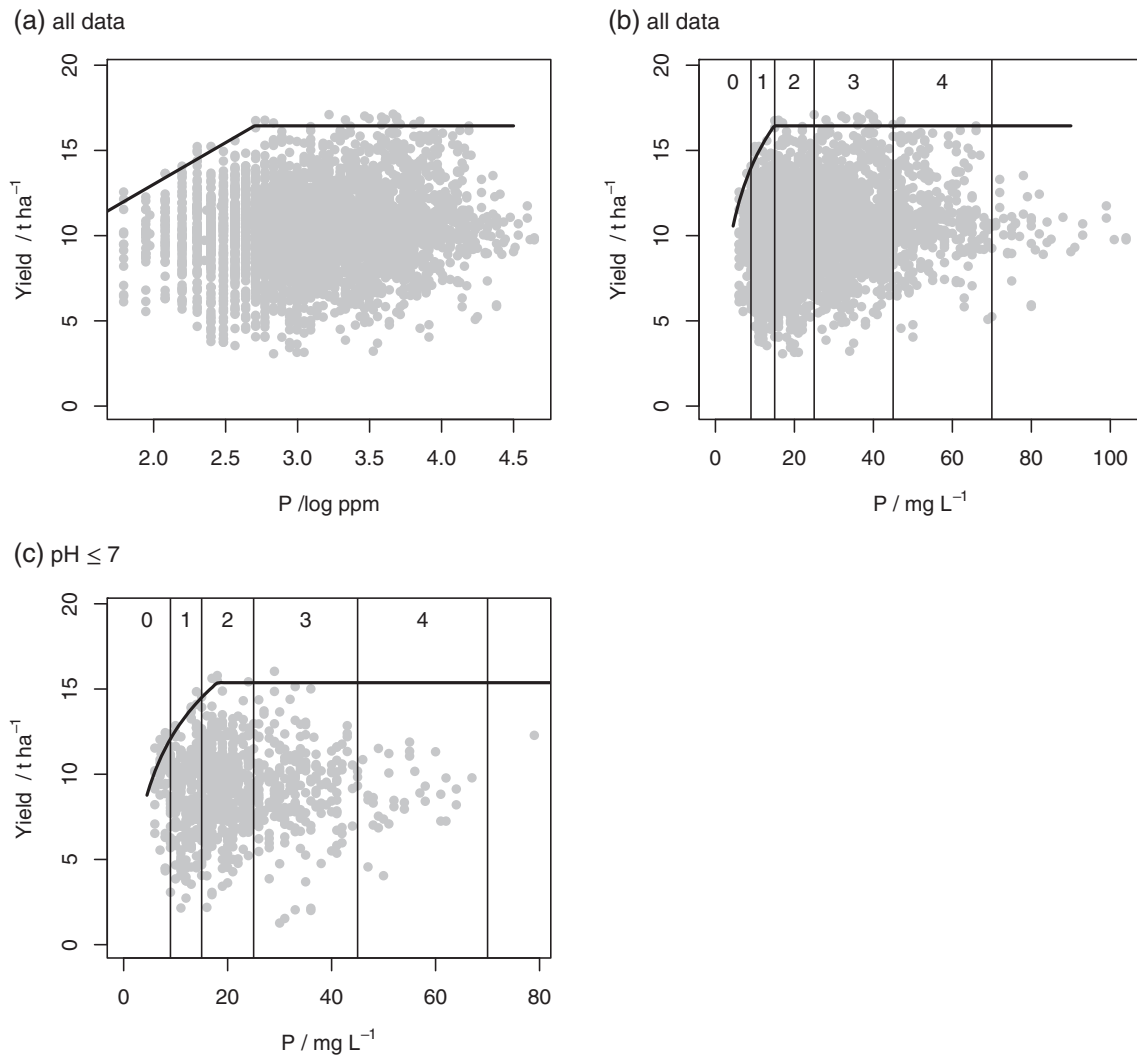 (a) all data
20
15
10
5
0
Yield / t ha⁻¹
2.0 2.5 3.0 3.5 4.0 4.5
P /log ppm
(b) all data
0 1 2 3 4
20
15
10
5
0
Yield / t ha⁻¹
0 20 40 60 80 100
P / mg L⁻¹
(c) pH ≤ 7
0 1 2 3 4
20
15
10
5
0
Yield / t ha⁻¹
0 20 40 60 80
P / mg L⁻¹